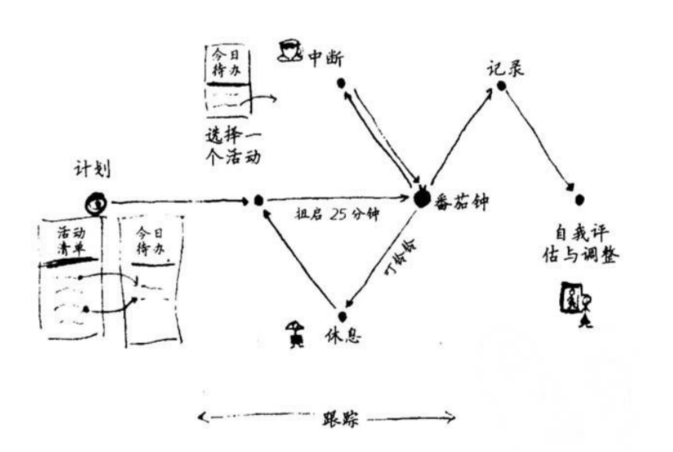 今日
待办
中断
记录
选择一
个活动
计划
扭启 25 分钟
番茄钟
活动
清单
今日
待办
叮铃铃
自我评
估与调整
休息
跟踪